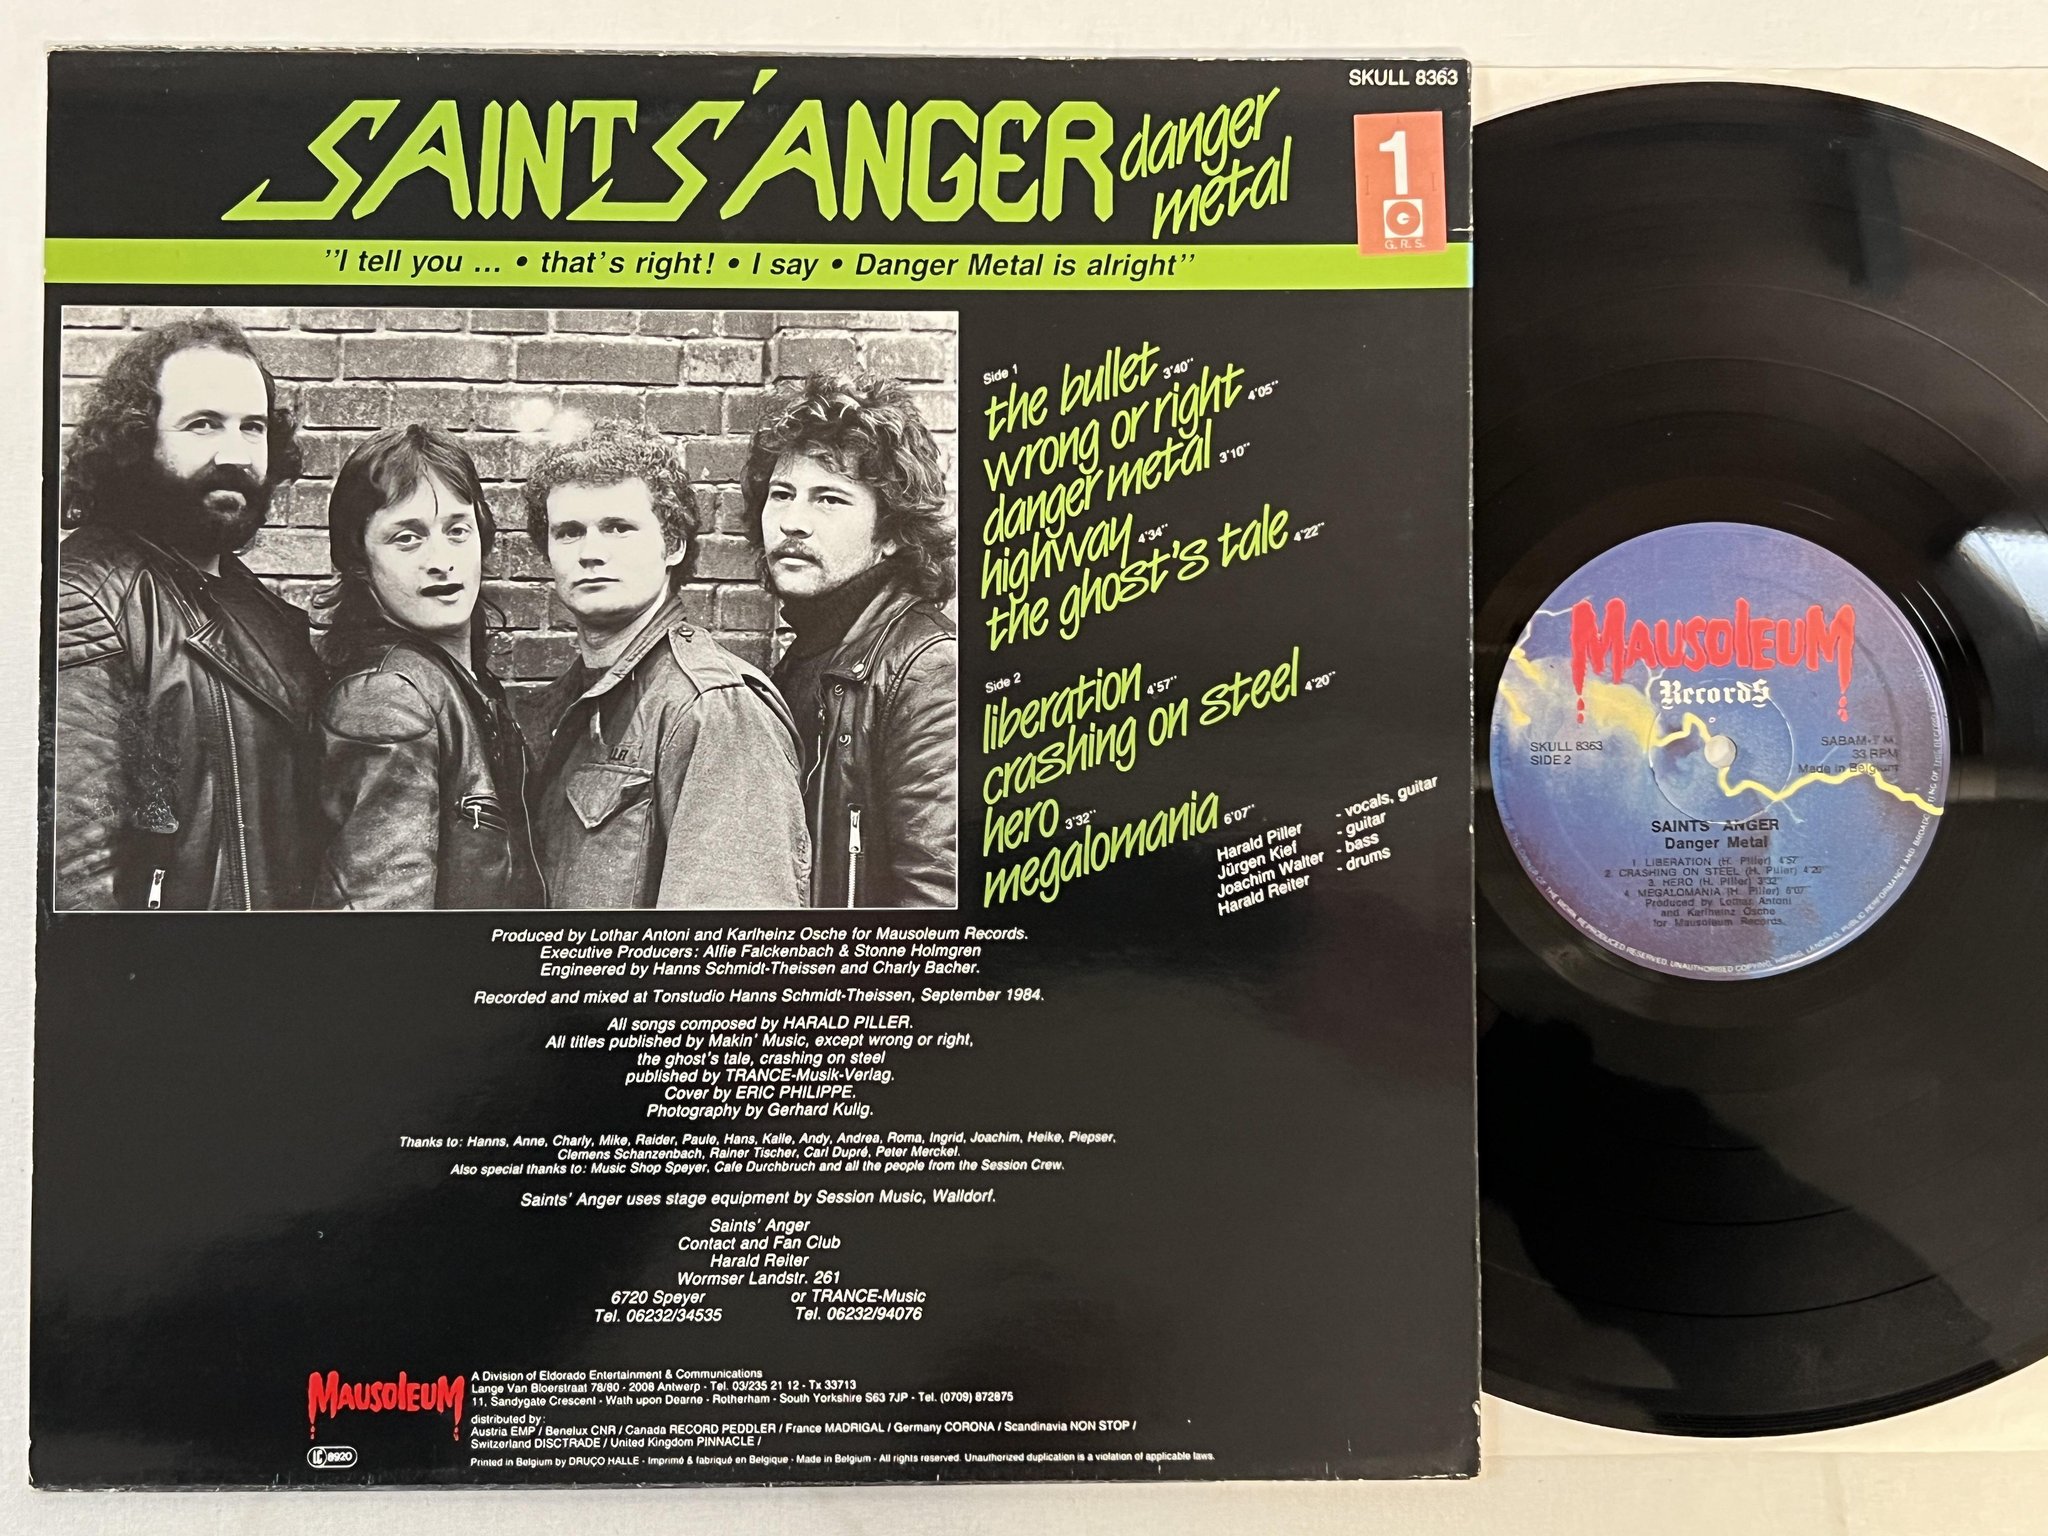 SKULL 8363
SAINTS' ANGER
danger
metal
1
G.R.S.
"I tell you ... • that's right! • I say • Danger Metal is alright"
Side 1
the bullet 3'40"
wrong or right 4'05"
danger metal 3'10"
highway 4'34"
the ghost's tale 4'22"
Side 2
liberation 4'57"
crashing on steel 4'20"
hero 3'32"
megalomania 6'07"
Harald Piller - vocals, guitar
Jürgen Kief - guitar
Joachim Walter - bass
Harald Reiter - drums
Produced by Lothar Antoni and Karlheinz Osche for Mausoleum Records.
Executive Producers: Alfie Falckenbach & Stonne Holmgren
Engineered by Hanns Schmidt-Theissen and Charly Bacher.
Recorded and mixed at Tonstudio Hanns Schmidt-Theissen, September 1984.
All songs composed by HARALD PILLER.
All titles published by Makin' Music, except wrong or right,
the ghost's tale, crashing on steel
published by TRANCE-Musik-Verlag.
Cover by ERIC PHILIPPE.
Photography by Gerhard Kulig.
Thanks to: Hanns, Anne, Charly, Mike, Raider, Paule, Hans, Kalle, Andy, Andrea, Roma, Ingrid, Joachim, Heike, Piepser,
Clemens Schanzenbach, Rainer Tischer, Carl Dupré, Peter Merckel.
Also special thanks to: Music Shop Speyer, Cafe Durchbruch and all the people from the Session Crew.
Saints' Anger uses stage equipment by Session Music, Walldorf.
Saints' Anger
Contact and Fan Club
Harald Reiter
Wormser Landstr. 261
6720 Speyer or TRANCE-Music
Tel. 06232/34535 Tel. 06232/94076
MAUSOLEUM
A Division of Eldorado Entertainment & Communications
Lange Van Bloerstraat 78/80 - 2008 Antwerp - Tel. 03/235 21 12 - Tx 33713
11, Sandygate Crescent - Wath upon Dearne - Rotherham - South Yorkshire S63 7JP - Tel. (0709) 872875
distributed by:
Austria EMP / Benelux CNR / Canada RECORD PEDDLER / France MADRIGAL / Germany CORONA / Scandinavia NON STOP /
Switzerland DISCTRADE / United Kingdom PINNACLE /
LC 8920
Printed in Belgium by DRUÇO HALLE - Imprimé & fabriqué en Belgique - Made in Belgium - All rights reserved. Unauthorized duplication is a violation of applicable laws.
MAUSOLEUM
Records
SKULL 8363
SIDE 2
SABAM-T.M.
33 RPM
Made in Belgium
SAINTS' ANGER
Danger Metal
1. LIBERATION (H. Piller) 4'57"
2. CRASHING ON STEEL (H. Piller) 4'20"
3. HERO (H. Piller) 3'32"
4. MEGALOMANIA (H. Piller) 6'07"
Produced by Lothar Antoni
and Karlheinz Osche
for Mausoleum Records.
OF THE WORK REPRODUCED RESERVED. UNAUTHORISED COPYING, HIRING, LENDING, PUBLIC PERFORMANCE AND BROADCASTING OF THIS RECORD